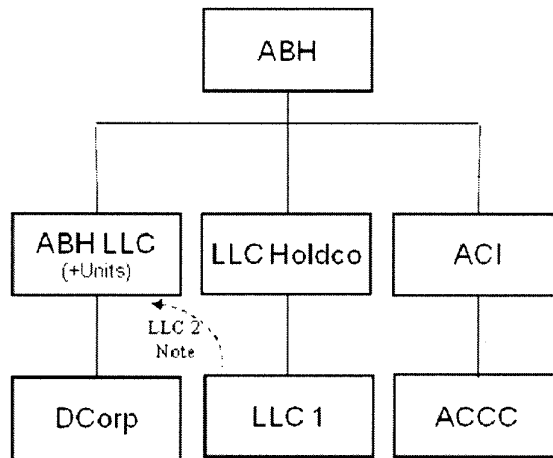 ABH
ABH LLC
(+Units)
LLC Holdco
ACI
LLC 2
Note
DCorp
LLC 1
ACCC